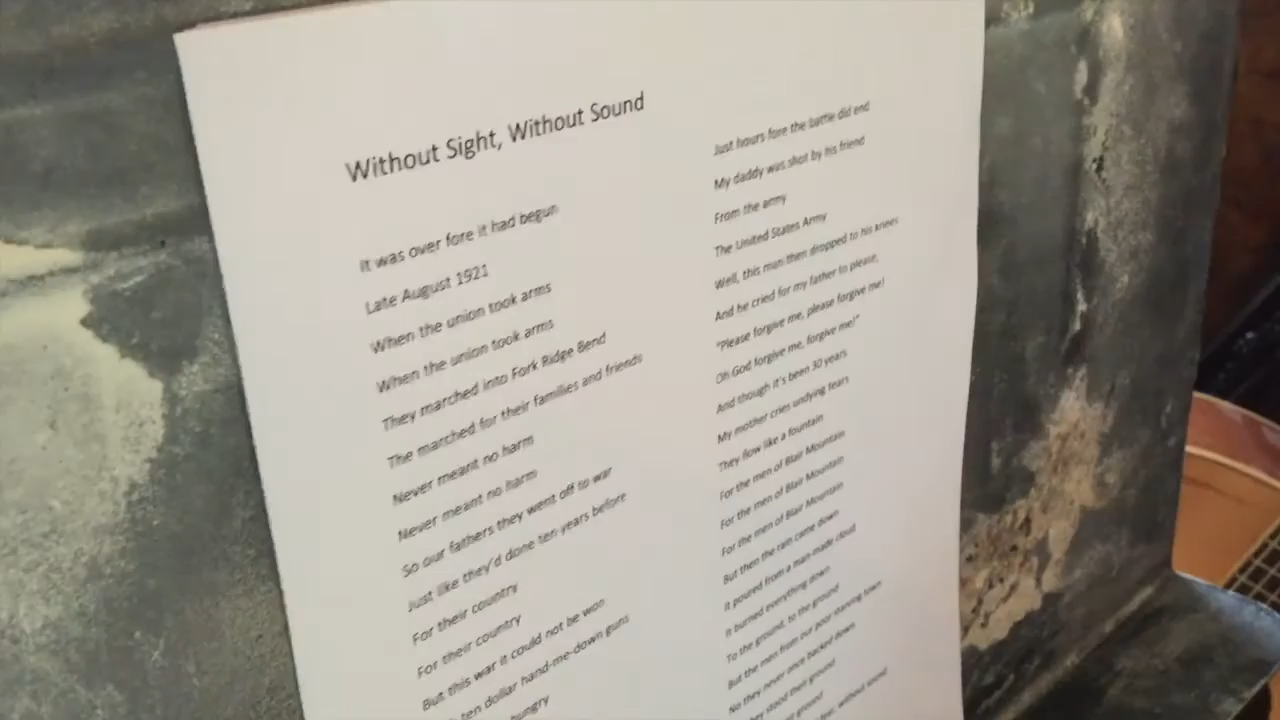 Without Sight, Without Sound
It was over fore it had begun
Late August 1921
When the union took arms
When the union took arms
They marched into Fork Ridge Bend
The marched for their families and friends
Never meant no harm
Never meant no harm
So our fathers they went off to war
Just like they'd done ten-years before
For their country
For their country
But this war it could not be won
ten dollar hand-me-down guns
hungry
Just hours fore the battle did end
My daddy was shot by his friend
From the army
The United States Army
Well, this man then dropped to his knees
And he cried for my father to please,
"Please forgive me, please forgive me!
Oh God forgive me, forgive me!"
And though it's been 30 years
My mother cries undying tears
They flow like a fountain
For the men of Blair Mountain
For the men of Blair Mountain
For the men of Blair Mountain
But then the rain came down
It poured from a man-made cloud
It burned everything down
To the ground, to the ground
But the men from our poor starving town
No they never once backed down
they stood their ground
ground
without sound